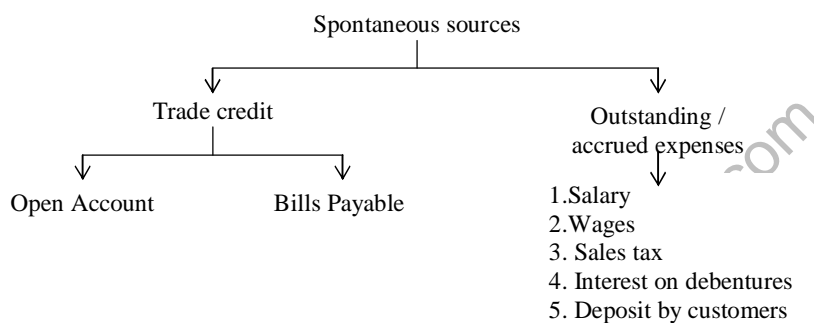 Spontaneous sources
Trade credit
Outstanding /
accrued expenses
Open Account
Bills Payable
1.Salary
2.Wages
3. Sales tax
4. Interest on debentures
5. Deposit by customers
.com